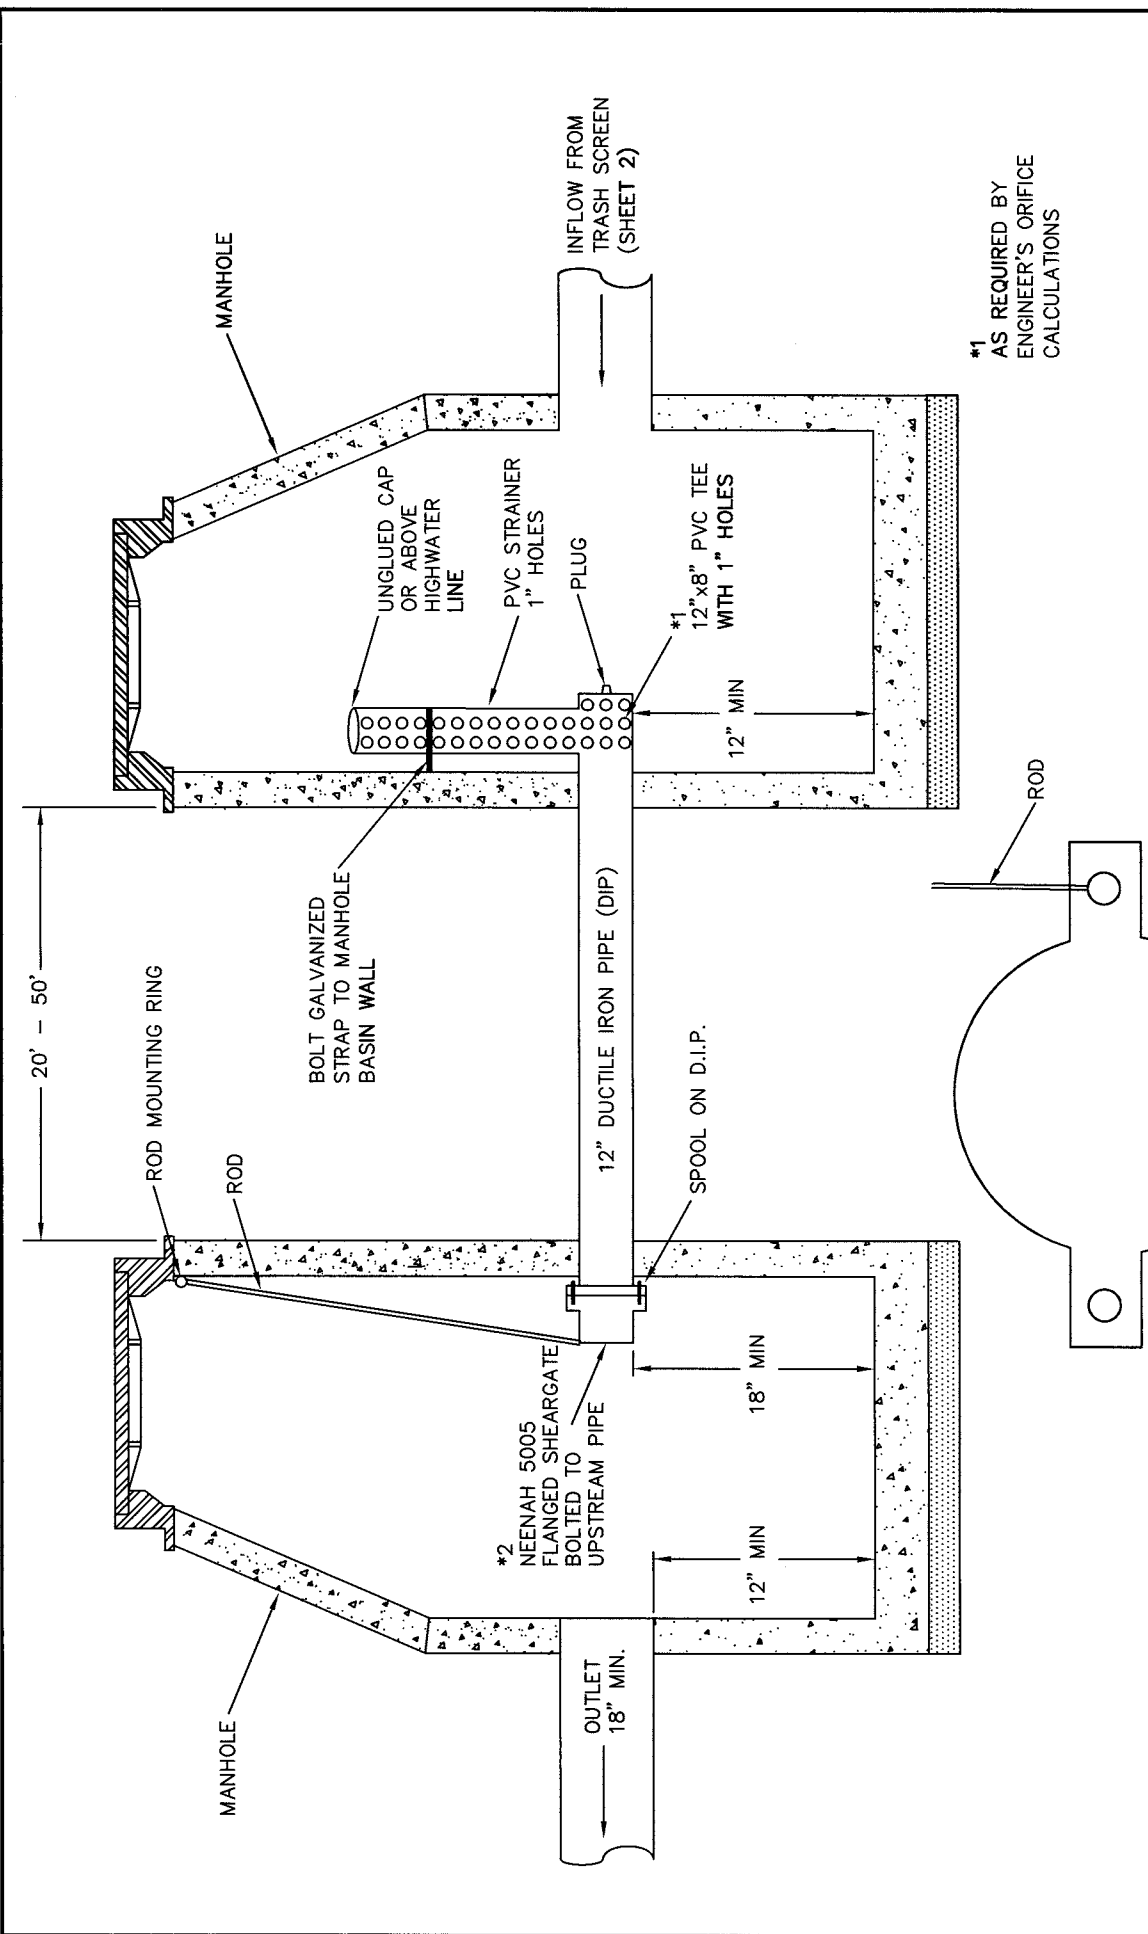 20' - 50'
MANHOLE
ROD MOUNTING RING
ROD
BOLT GALVANIZED
STRAP TO MANHOLE
BASIN WALL
UNGLUED CAP
OR ABOVE
HIGHWATER
LINE
PVC STRAINER
1" HOLES
PLUG
*1
12"x8" PVC TEE
WITH 1" HOLES
MANHOLE
INFLOW FROM
TRASH SCREEN
(SHEET 2)
OUTLET
18" MIN.
*2
NEENAH 5005
FLANGED SHEARGATE
BOLTED TO
UPSTREAM PIPE
12" DUCTILE IRON PIPE (DIP)
SPOOL ON D.I.P.
12" MIN
18" MIN
12" MIN
ROD
*1
AS REQUIRED BY
ENGINEER'S ORIFICE
CALCULATIONS